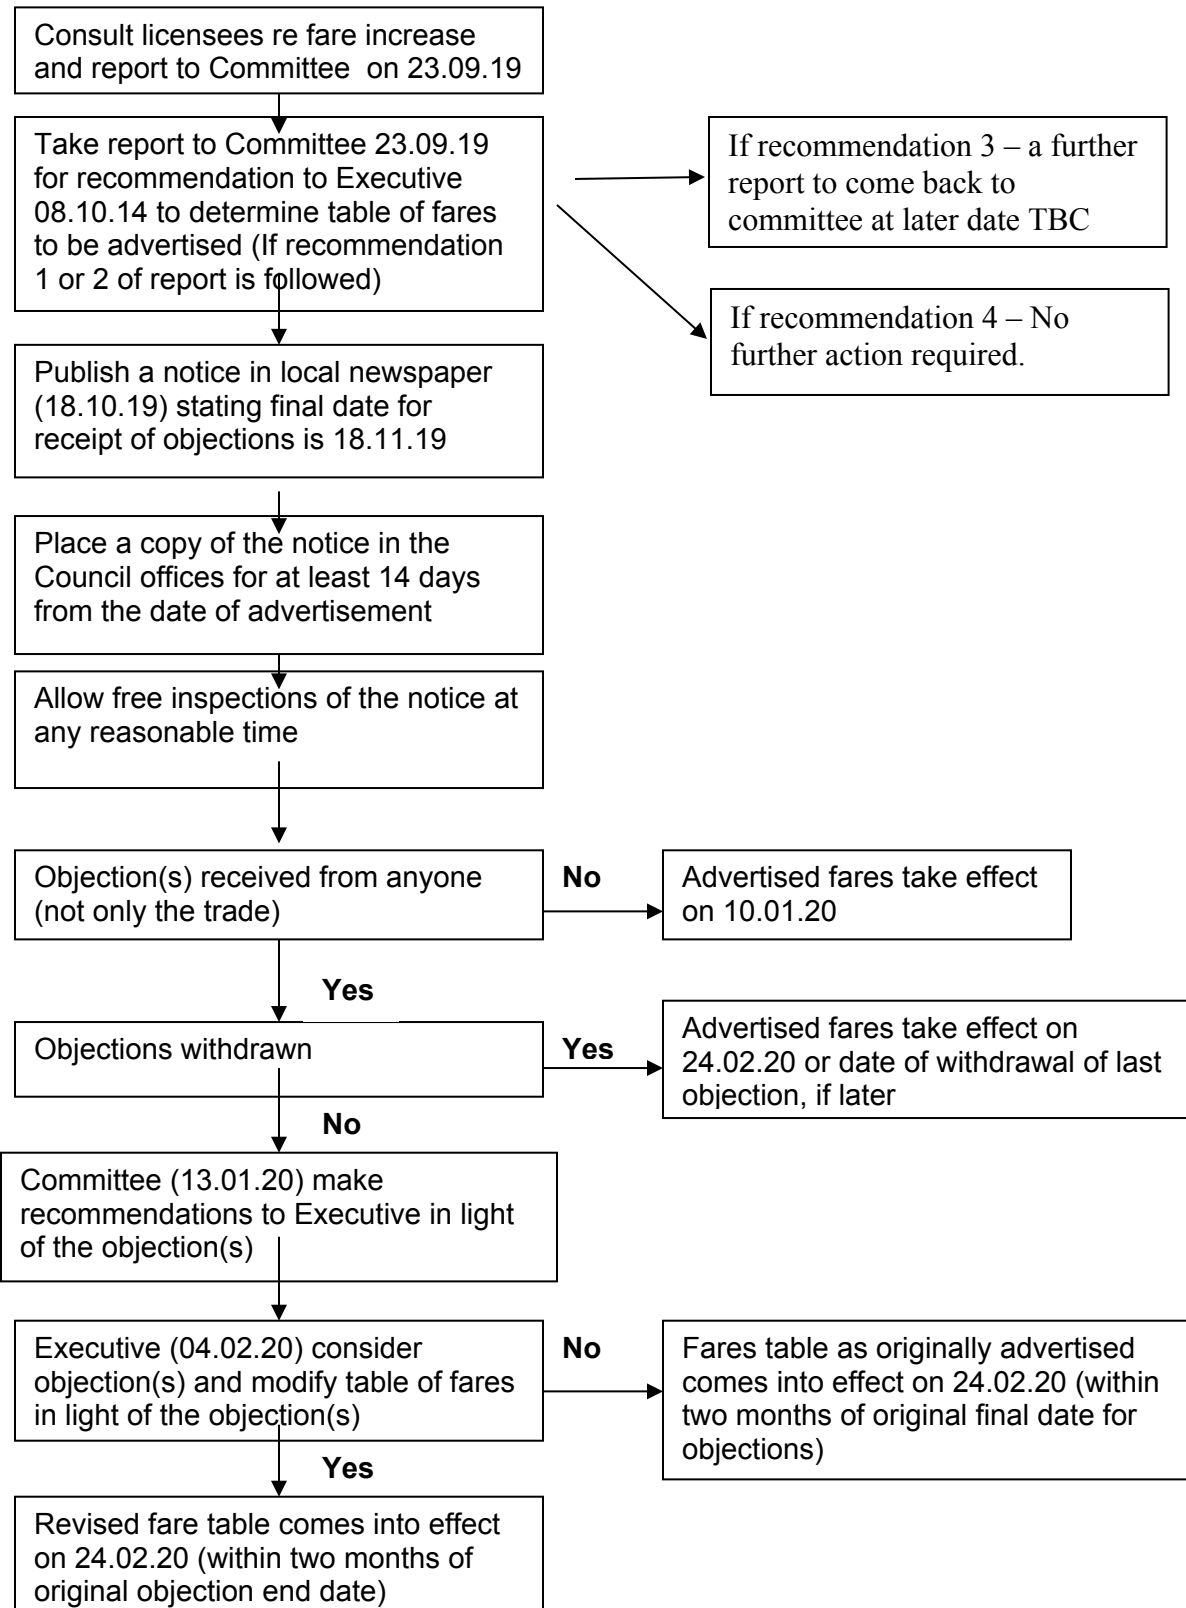 Consult licensees re fare increase
and report to Committee  on 23.09.19
Take report to Committee 23.09.19
for recommendation to Executive
08.10.14 to determine table of fares
to be advertised (If recommendation
1 or 2 of report is followed)
If recommendation 3 – a further
report to come back to
committee at later date TBC
If recommendation 4 – No
further action required.
Publish a notice in local newspaper
(18.10.19) stating final date for
receipt of objections is 18.11.19
Place a copy of the notice in the
Council offices for at least 14 days
from the date of advertisement
Allow free inspections of the notice at
any reasonable time
Objection(s) received from anyone
(not only the trade)
No
Advertised fares take effect
on 10.01.20
Yes
Objections withdrawn
Yes
Advertised fares take effect on
24.02.20 or date of withdrawal of last
objection, if later
No
Committee (13.01.20) make
recommendations to Executive in light
of the objection(s)
Executive (04.02.20) consider
objection(s) and modify table of fares
in light of the objection(s)
No
Fares table as originally advertised
comes into effect on 24.02.20 (within
two months of original final date for
objections)
Yes
Revised fare table comes into effect
on 24.02.20 (within two months of
original objection end date)